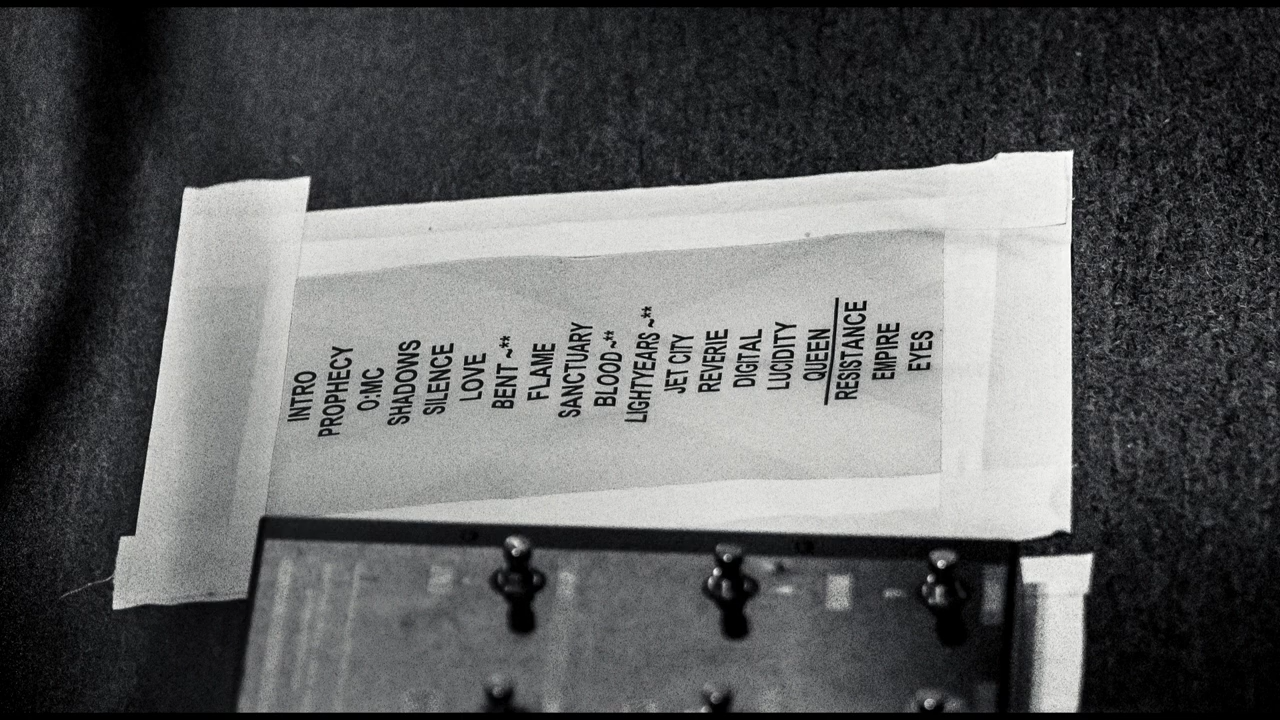 INTRO
PROPHECY
O:MC
SHADOWS
SILENCE
LOVE
BENT ~**
FLAME
SANCTUARY
BLOOD ~**
LIGHTYEARS ~**
JET CITY
REVERIE
DIGITAL
LUCIDITY
QUEEN
RESISTANCE
EMPIRE
EYES